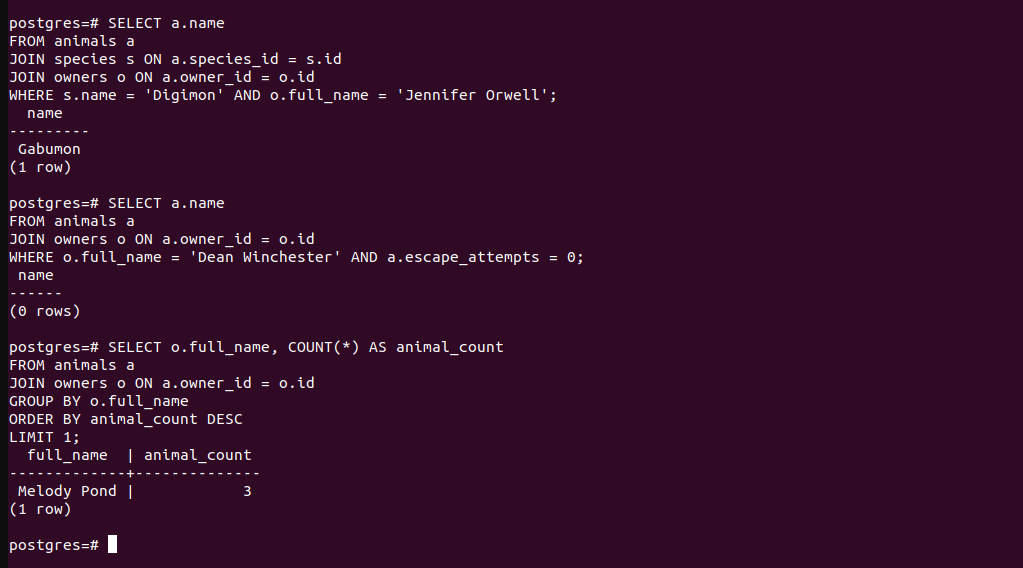 postgres=# SELECT a.name
FROM animals a
JOIN species s ON a.species_id = s.id
JOIN owners o ON a.owner_id = o.id
WHERE s.name = 'Digimon' AND o.full_name = 'Jennifer Orwell';
  name
---------
 Gabumon
(1 row)

postgres=# SELECT a.name
FROM animals a
JOIN owners o ON a.owner_id = o.id
WHERE o.full_name = 'Dean Winchester' AND a.escape_attempts = 0;
 name
------
(0 rows)

postgres=# SELECT o.full_name, COUNT(*) AS animal_count
FROM animals a
JOIN owners o ON a.owner_id = o.id
GROUP BY o.full_name
ORDER BY animal_count DESC
LIMIT 1;
  full_name  | animal_count
-------------+--------------
 Melody Pond |            3
(1 row)

postgres=#